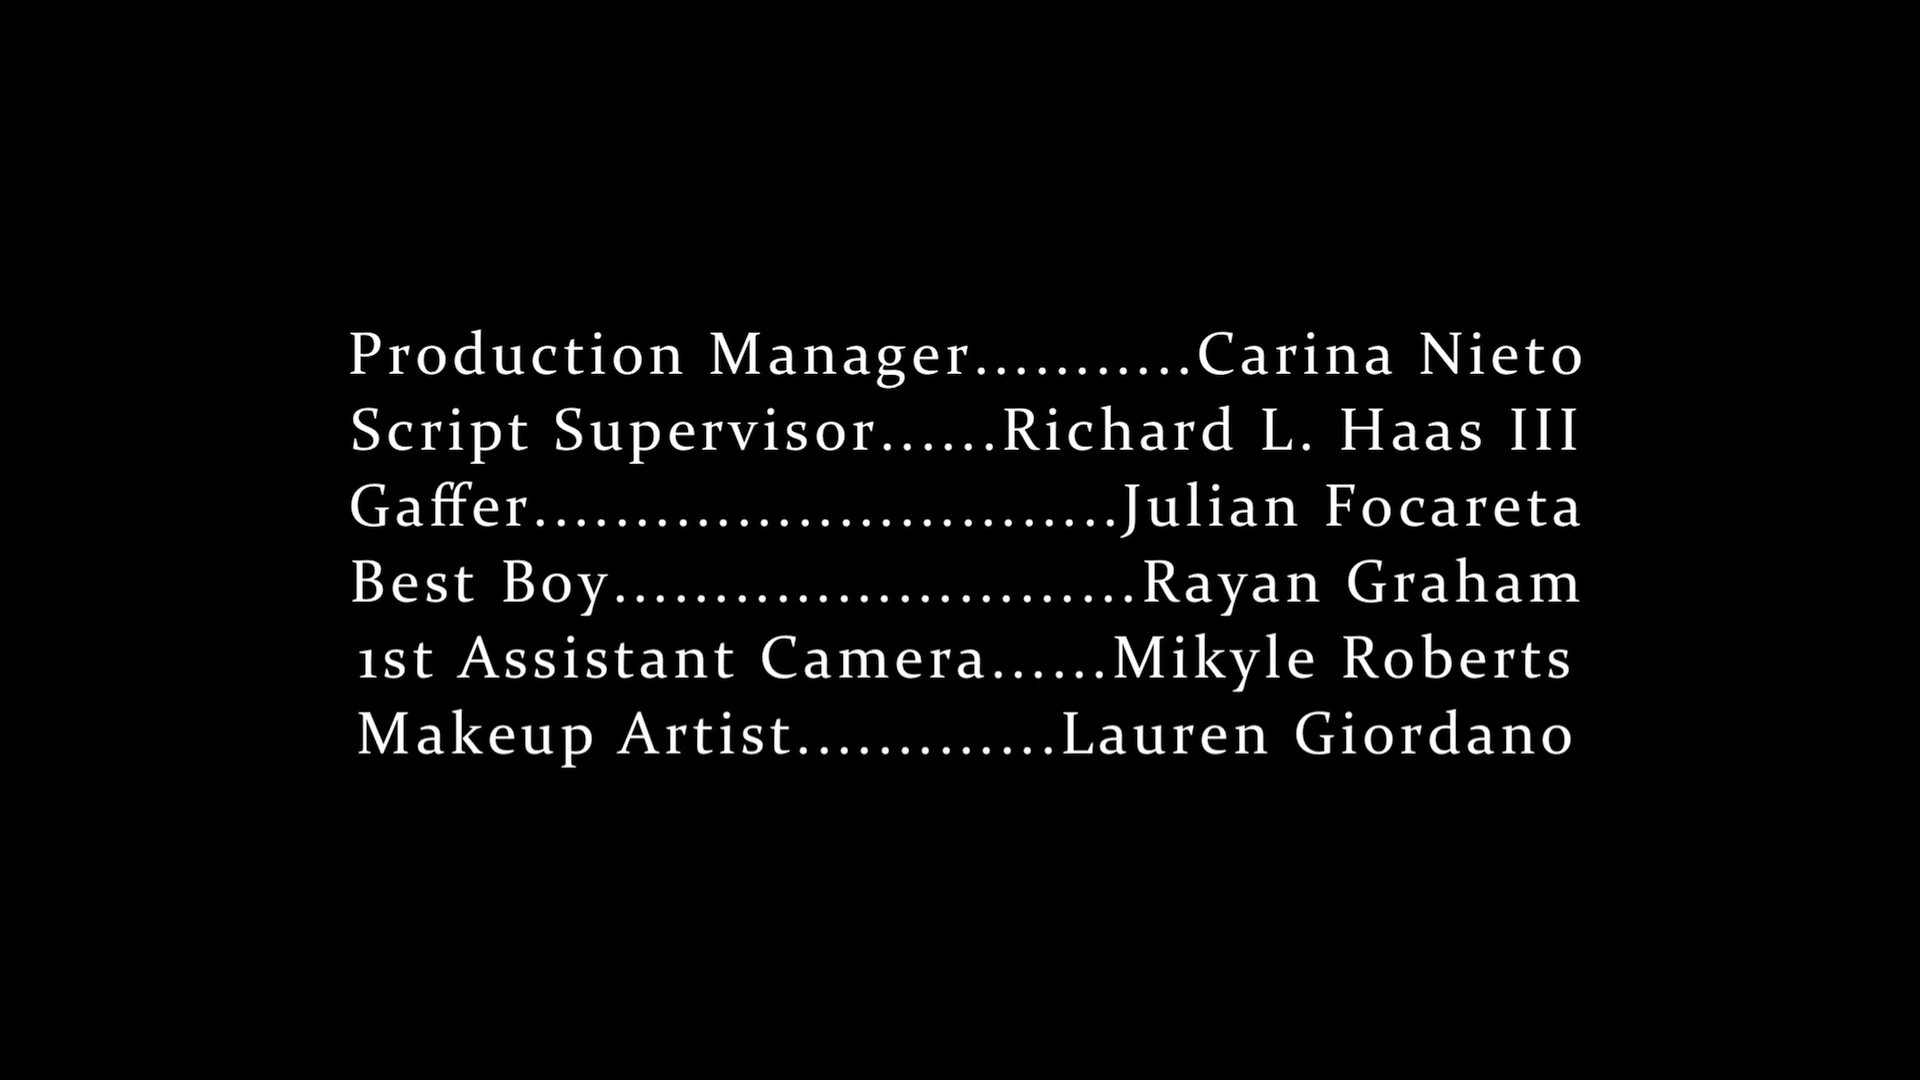 Production Manager...........Carina Nieto
Script Supervisor......Richard L. Haas III
Gaffer.............................Julian Focareta
Best Boy..........................Rayan Graham
1st Assistant Camera......Mikyle Roberts
Makeup Artist.............Lauren Giordano